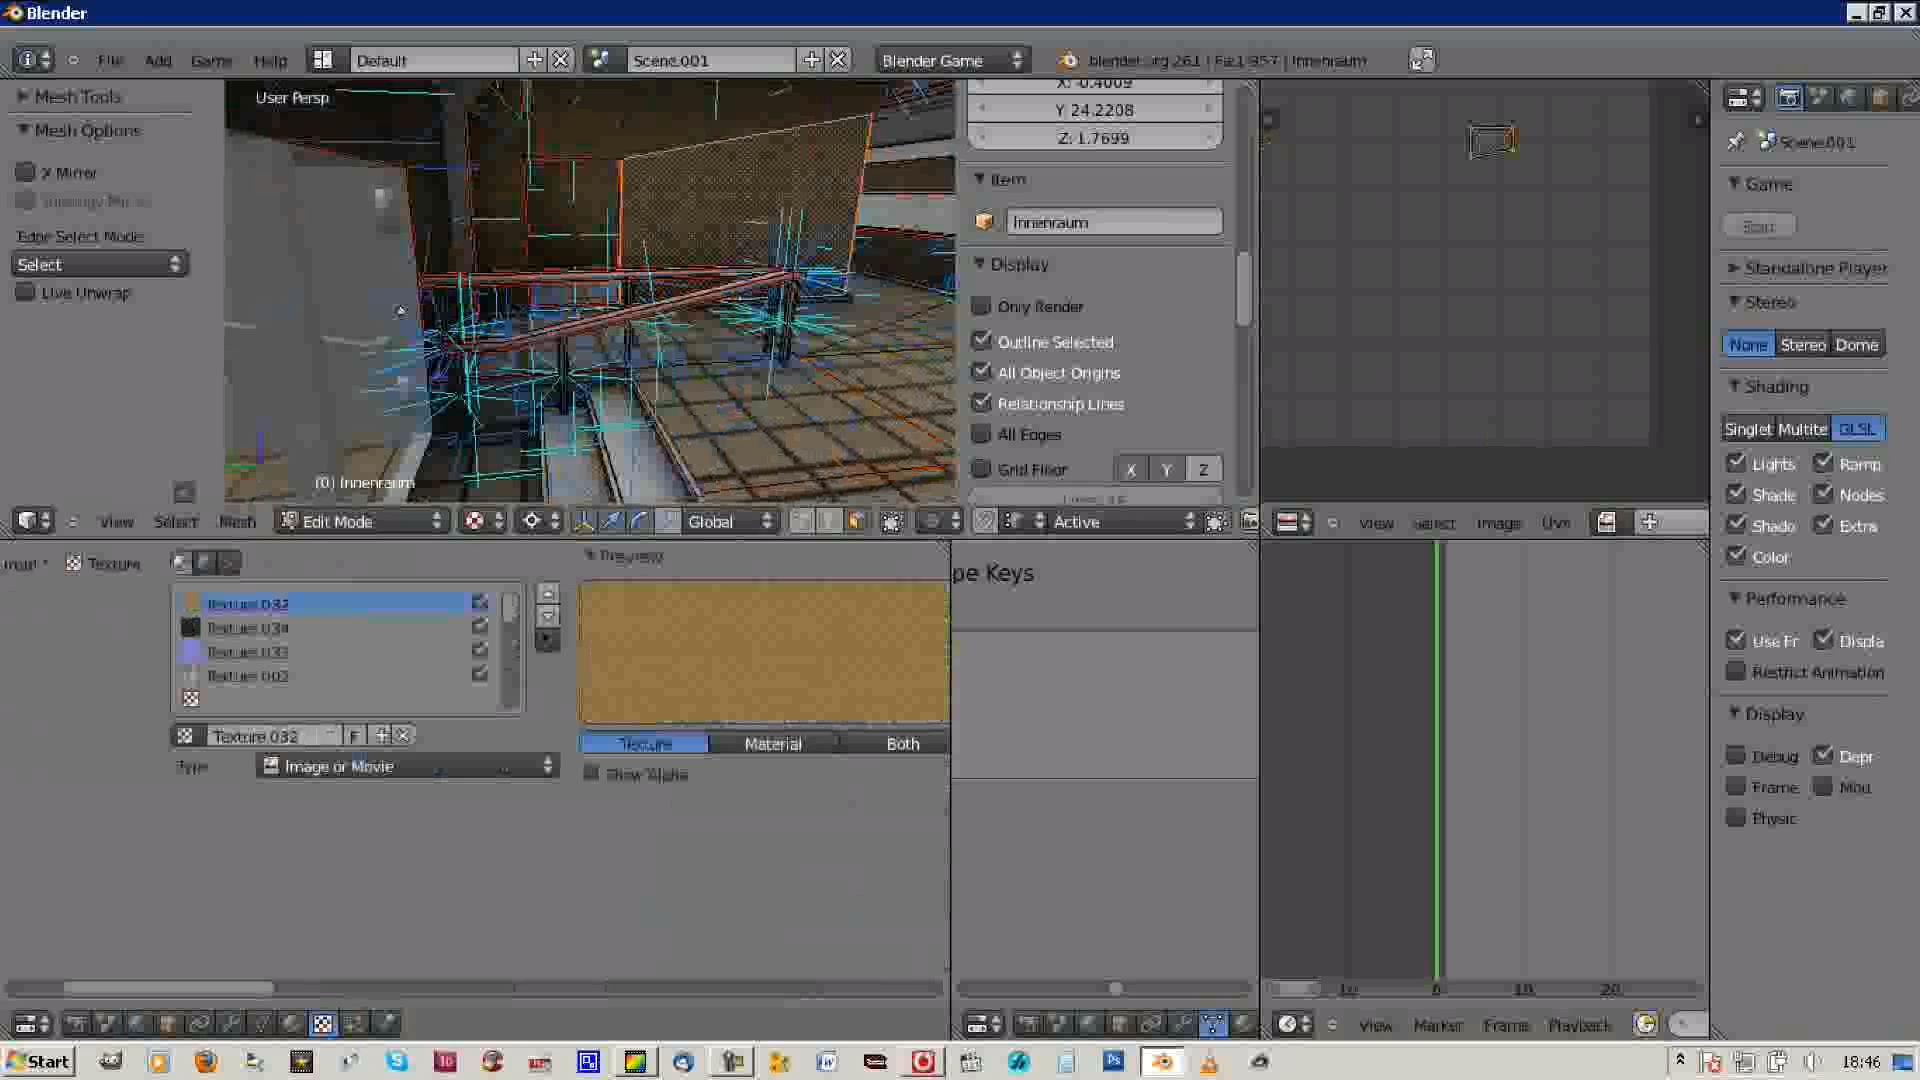 Blender
File Add Game Help
Default
Scene.001
Blender Game
Mesh Tools
Mesh Options
X Mirror
Edge Select Mode:
Select
Live Unwrap
User Persp
(0) Innenraum
Y: 24.2208
Z: 1.7699
Item
Innenraum
Display
Only Render
Outline Selected
All Object Origins
Relationship Lines
All Edges
Grid Floor X Y Z
View Select Mesh
Edit Mode
Global
Active
View Select Image Uvs
Scene.001
Game
Start
Standalone Player
Stereo
None Stereo Dome
Shading
Singlet Multite GLSL
Lights Ramp
Shade Nodes
Shado Extra
Color
Performance
Use Fr Displa
Restrict Animation
Display
Debug Depr
Frame Mou
Physic
Texture
Texture.032
Texture.002
Texture.032
F
Type
Image or Movie
Preview
Texture Material Both
Show Alpha
pe Keys
0 10 20
View Marker Frame Playback
Start
18:46